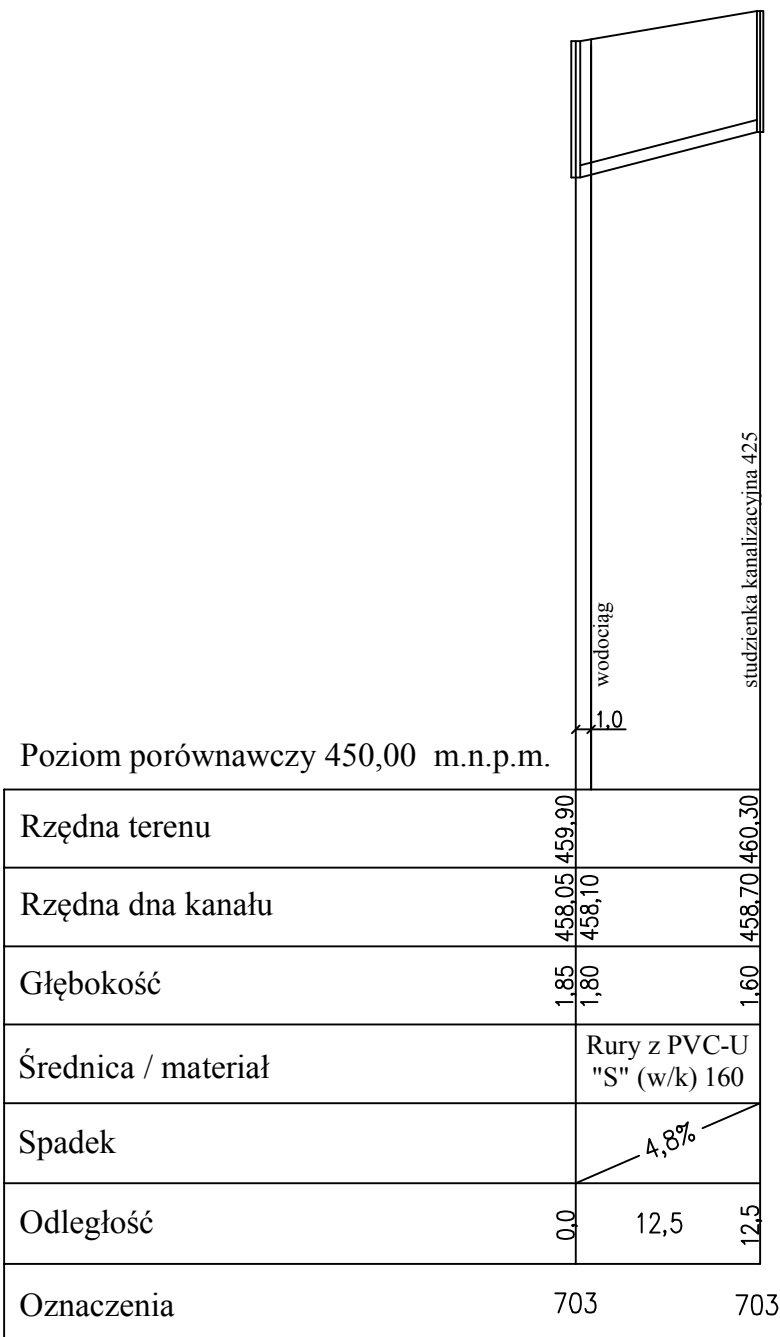 studzienka kanalizacyjna 425
wodociąg
1,0
Poziom porównawczy 450,00 m.n.p.m.
Rzędna terenu 459,90 460,30
Rzędna dna kanału 458,05 458,10 458,70
Głębokość 1,85 1,80 1,60
Średnica / materiał
Rury z PVC-U
"S" (w/k) 160
Spadek 4,8%
Odległość 0,0 12,5 12,5
Oznaczenia 703 703